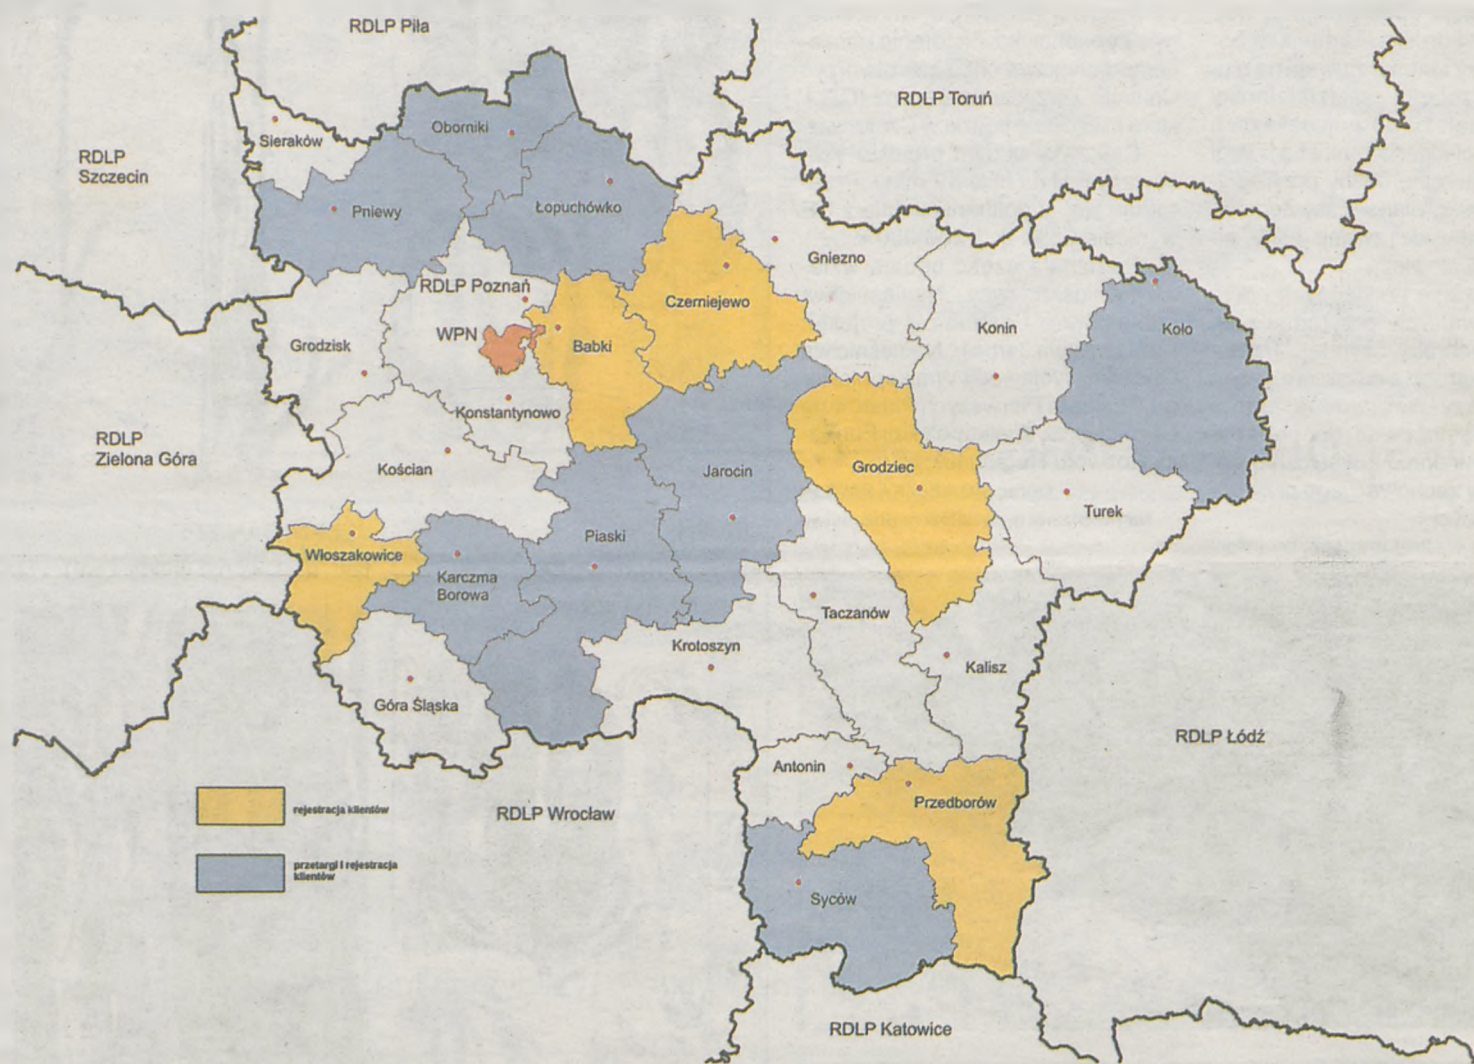 RDLP Piła
RDLP Toruń
Oborniki
Sieraków
RDLP
Szczecin
Pniewy
Łopuchówko
Gniezno
RDLP Poznań
Czerniejewo
Konin
Koło
WPN
Grodzisk
Babki
Konstantynowo
RDLP
Zielona Góra
Kościan
Jarocin
Grodziec
Turek
Piaski
Włoszakowice
Karczma
Borowa
Taczanów
Krotoszyn
Kalisz
Góra Śląska
RDLP Łódź
Antonin
Przedborów
rejestracja klientów
RDLP Wrocław
przetargi i rejestracja
klientów
Syców
RDLP Katowice